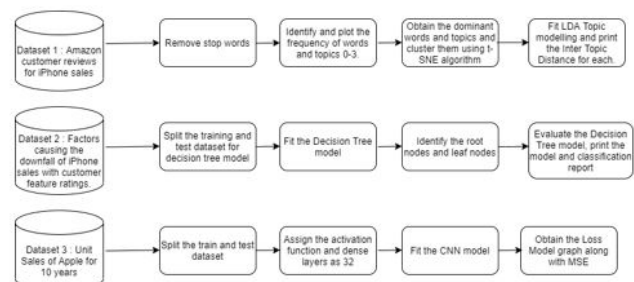 Dataset 1 : Amazon
customer reviews
for iPhone sales
Remove stop words
Identify and plot the
frequency of words
and topics 0-3.
Obtain the dominant
words and topics and
cluster them using t-
SNE algorithm
Fit LDA Topic
modelling and print
the Inter Topic
Distance for each.
Dataset 2 : Factors
causing the
downfall of iPhone
sales with customer
feature ratings.
Split the training and
test dataset for
decision tree model
Fit the Decision Tree
model
Identify the root
nodes and leaf nodes
Evaluate the Decision
Tree model, print the
model and classification
report
Dataset 3 : Unit
Sales of Apple for
10 years
Split the train and test
dataset
Assign the activation
function and dense
layers as 32
Fit the CNN model
Obtain the Loss
Model graph along
with MSE